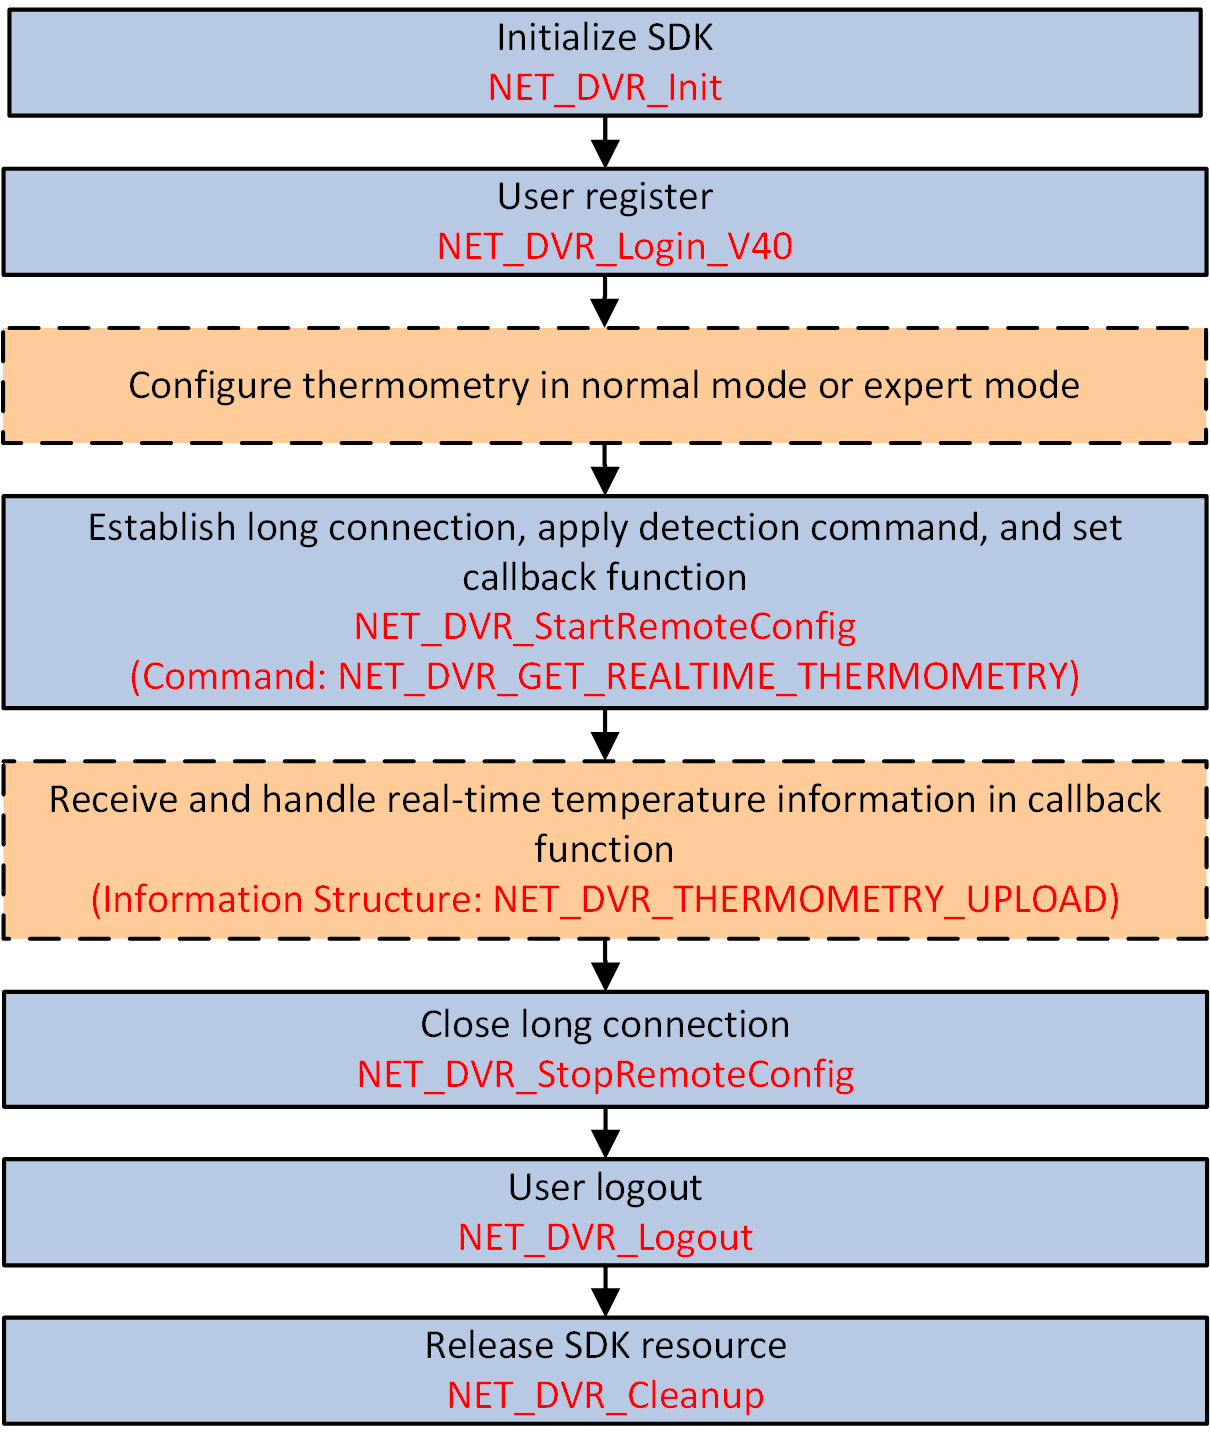 Initialize SDK
NET_DVR_Init
User register
NET_DVR_Login_V40
Configure thermometry in normal mode or expert mode
Establish long connection, apply detection command, and set
callback function
NET_DVR_StartRemoteConfig
(Command: NET_DVR_GET_REALTIME_THERMOMETRY)
Receive and handle real-time temperature information in callback
function
(Information Structure: NET_DVR_THERMOMETRY_UPLOAD)
Close long connection
NET_DVR_StopRemoteConfig
User logout
NET_DVR_Logout
Release SDK resource
NET_DVR_Cleanup